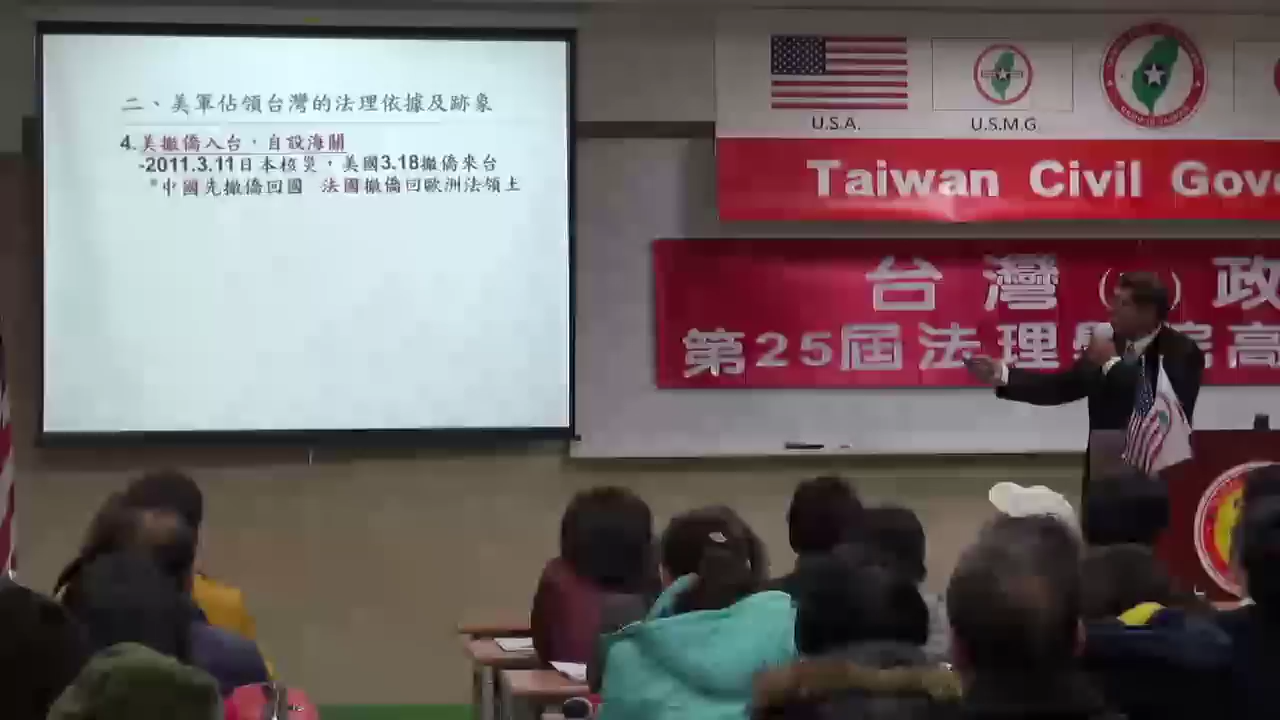 二、美軍佔領台灣的法理依據及跡象
4.美撤僑入台，自設海關
-2011.3.11日本核災，美國3.18撤僑來台
*中國先撤僑回國 法國撤僑回歐洲法領土
U.S.A.
U.S.M.G.
Taiwan Civil Gove
台灣( )政
第25屆法理學院高